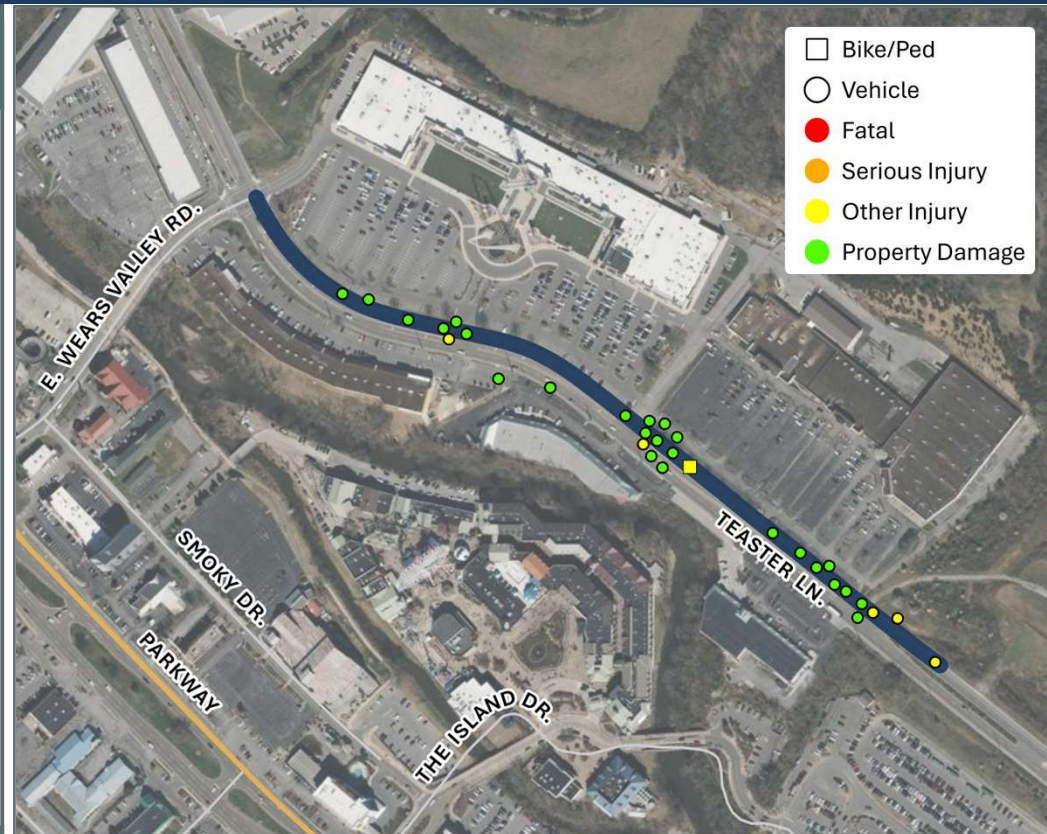 Bike/Ped
Vehicle
Fatal
Serious Injury
Other Injury
Property Damage
E. WEARS VALLEY RD.
TEASTER LN.
SMOKY DR.
PARKWAY
THE ISLAND DR.